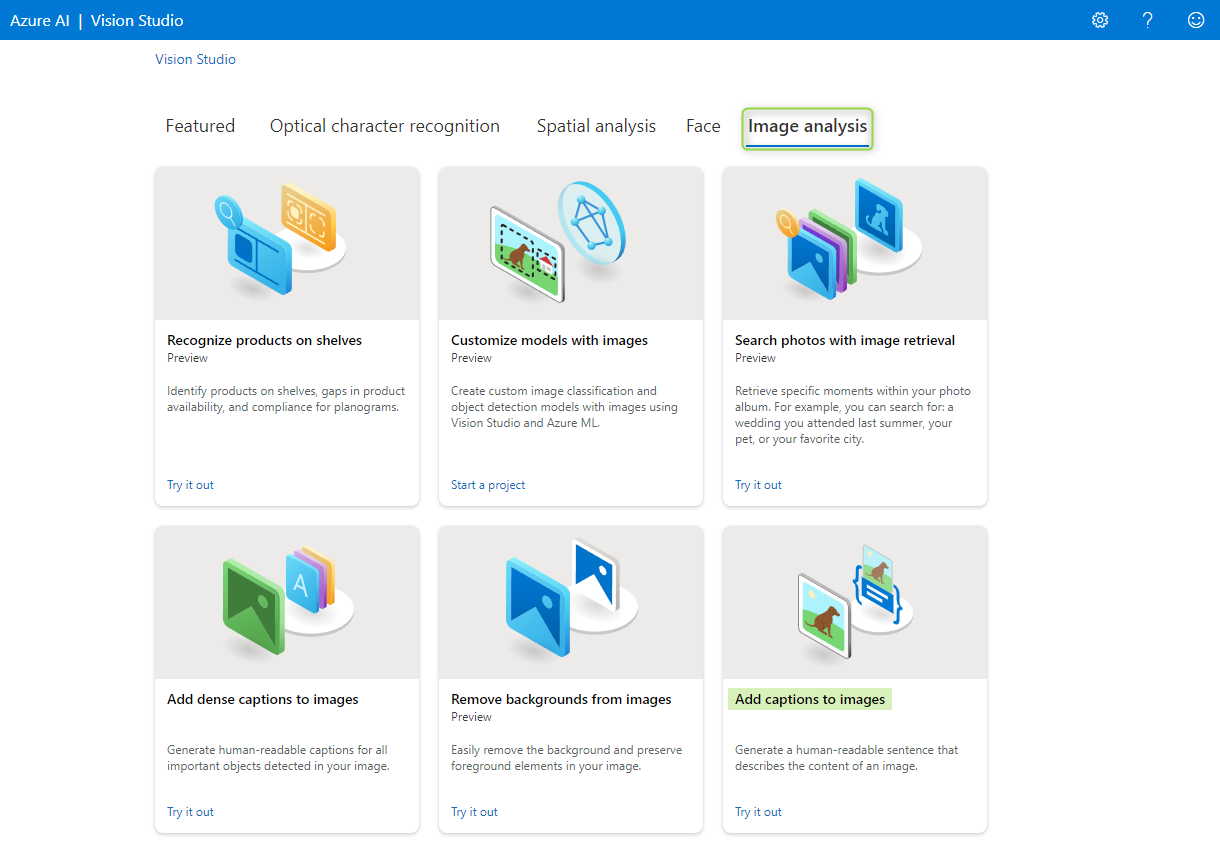 Azure AI | Vision Studio
Vision Studio
Featured Optical character recognition Spatial analysis Face Image analysis
Recognize products on shelves
Preview
Identify products on shelves, gaps in product
availability, and compliance for planograms.
Try it out
Customize models with images
Preview
Create custom image classification and
object detection models with images using
Vision Studio and Azure ML.
Start a project
Search photos with image retrieval
Preview
Retrieve specific moments within your photo
album. For example, you can search for: a
wedding you attended last summer, your
pet, or your favorite city.
Try it out
A
Add dense captions to images
Generate human-readable captions for all
important objects detected in your image.
Try it out
Remove backgrounds from images
Preview
Easily remove the background and preserve
foreground elements in your image.
Try it out
Add captions to images
Generate a human-readable sentence that
describes the content of an image.
Try it out